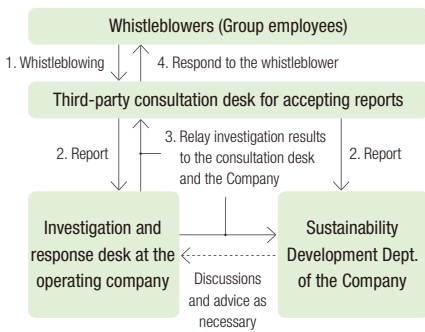 Whistleblowers (Group employees)
1. Whistleblowing
4. Respond to the whistleblower
Third-party consultation desk for accepting reports
2. Report
3. Relay investigation results
to the consultation desk
and the Company
2. Report
Investigation and
response desk at the
operating company
Sustainability
Development Dept.
of the Company
Discussions
and advice as
necessary